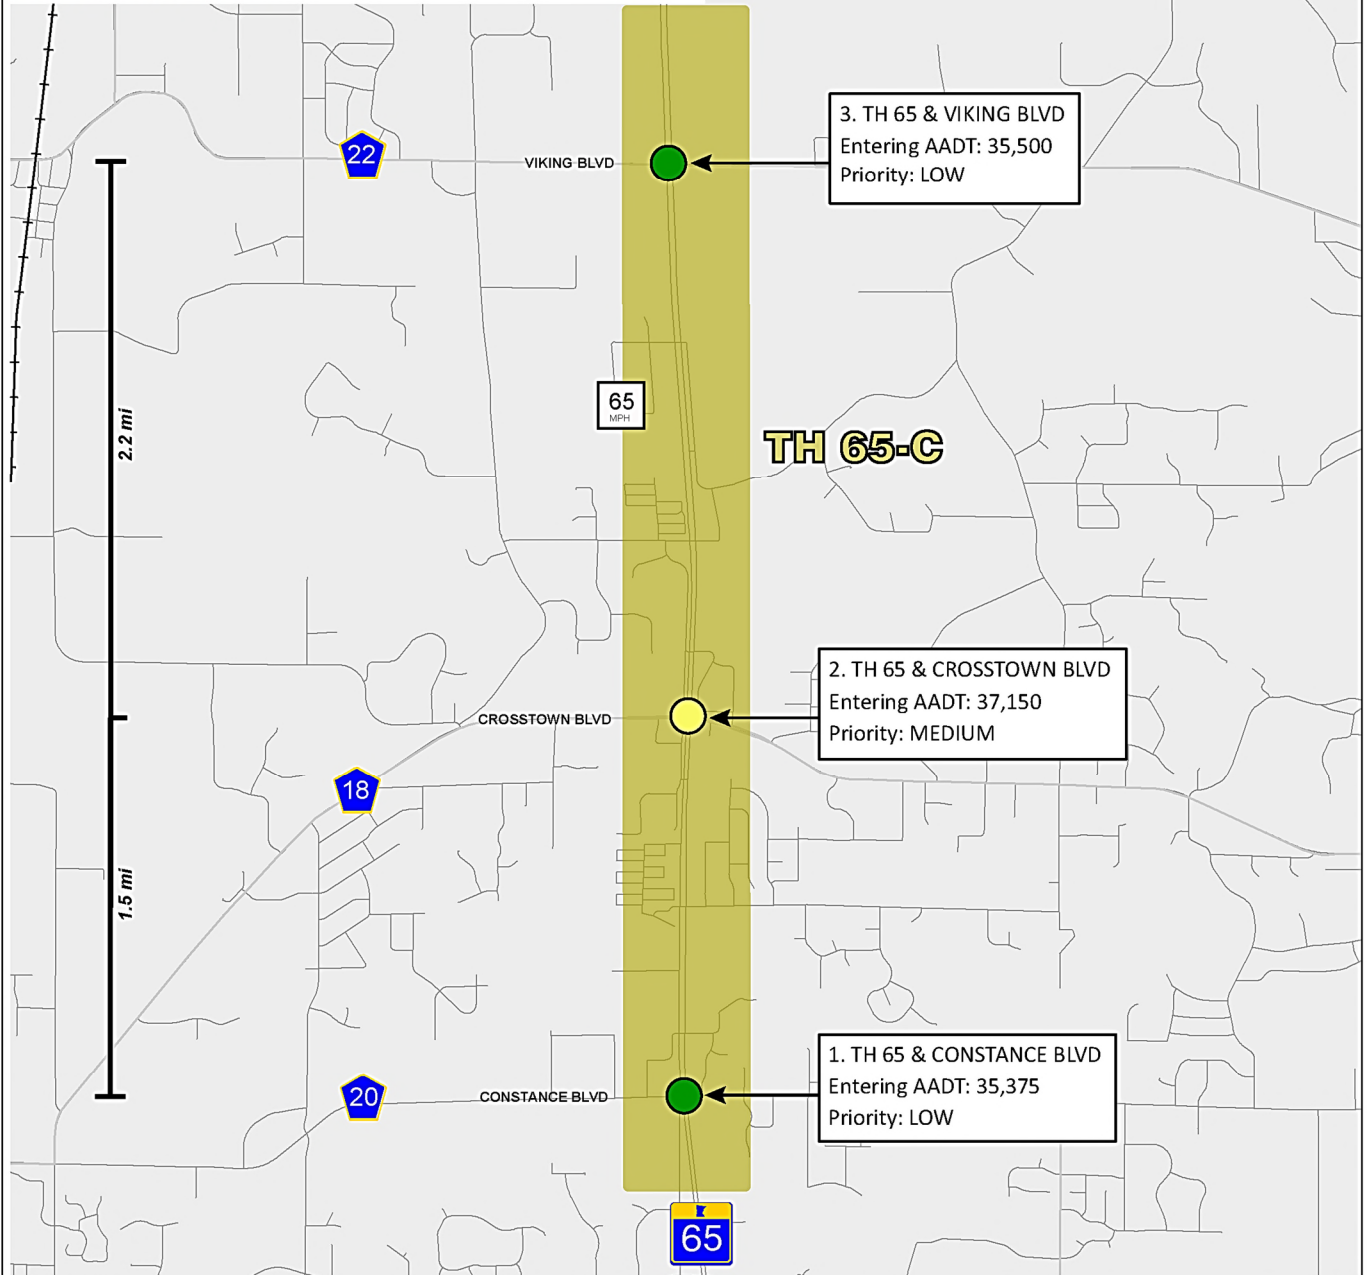 3. TH 65 & VIKING BLVD
Entering AADT: 35,500
Priority: LOW
22
VIKING BLVD
65
MPH
2.2 mi
TH 65-C
2. TH 65 & CROSSTOWN BLVD
Entering AADT: 37,150
Priority: MEDIUM
CROSSTOWN BLVD
18
1.5 mi
1. TH 65 & CONSTANCE BLVD
Entering AADT: 35,375
Priority: LOW
20
CONSTANCE BLVD
65